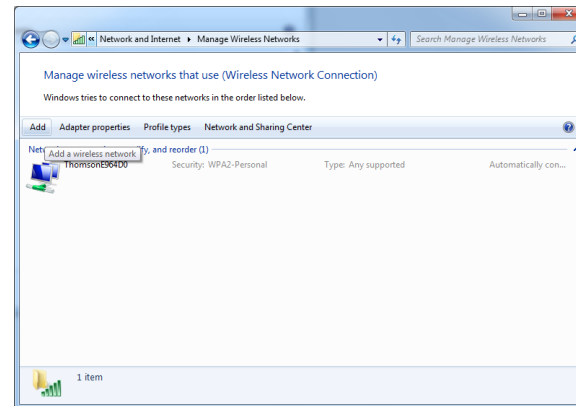 « Network and Internet ▸ Manage Wireless Networks Search Manage Wireless Networks
Manage wireless networks that use (Wireless Network Connection)
Windows tries to connect to these networks in the order listed below.
Add Adapter properties Profile types Network and Sharing Center
and reorder (1)
Add a wireless network
ThomsonE964D0 Security: WPA2-Personal Type: Any supported Automatically con...
1 item